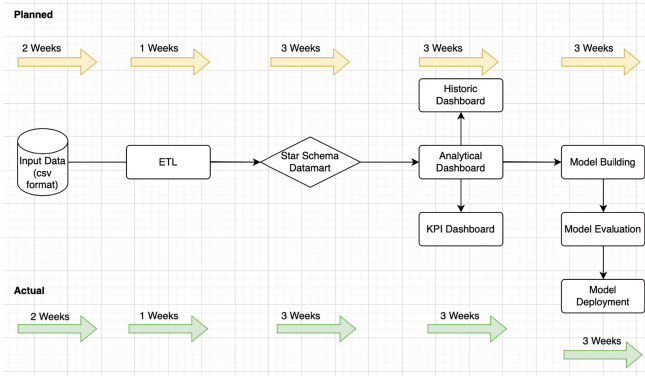 Planned
2 Weeks
1 Weeks
3 Weeks
3 Weeks
3 Weeks
Historic
Dashboard
Input Data
(csv
format)
ETL
Star Schema
Datamart
Analytical
Dashboard
Model Building
KPI Dashboard
Model Evaluation
Model
Deployment
Actual
2 Weeks
1 Weeks
3 Weeks
3 Weeks
3 Weeks